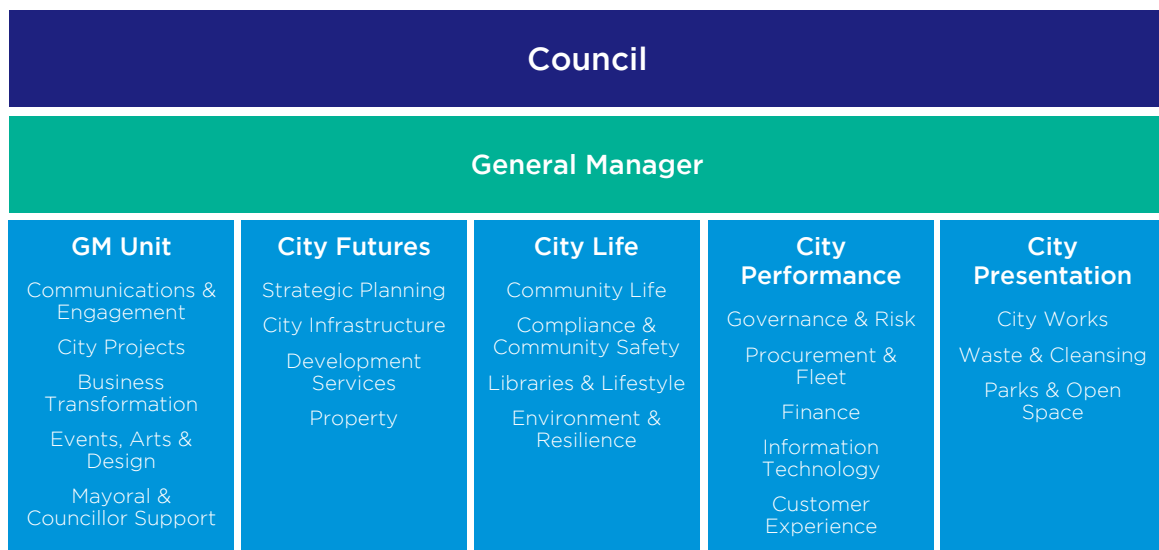 Council
General Manager
GM Unit
Communications &
Engagement
City Projects
Business
Transformation
Events, Arts &
Design
Mayoral &
Councillor Support
City Futures
Strategic Planning
City Infrastructure
Development
Services
Property
City Life
Community Life
Compliance &
Community Safety
Libraries & Lifestyle
Environment &
Resilience
City
Performance
Governance & Risk
Procurement &
Fleet
Finance
Information
Technology
Customer
Experience
City
Presentation
City Works
Waste & Cleansing
Parks & Open
Space